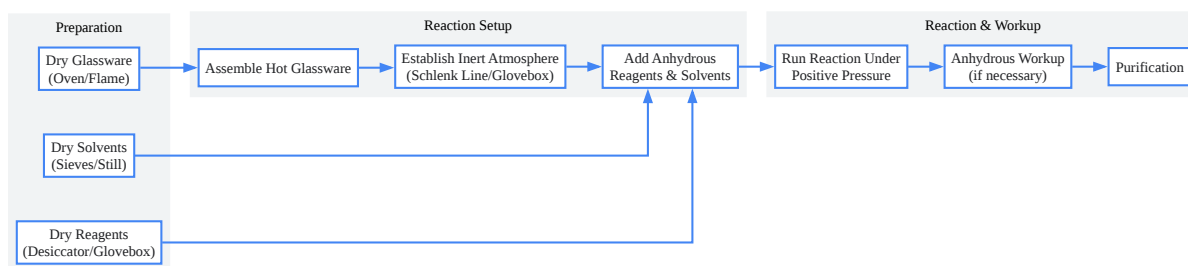 Preparation
Dry Glassware
(Oven/Flame)
Dry Solvents
(Sieves/Still)
Dry Reagents
(Desiccator/Glovebox)
Reaction Setup
Assemble Hot Glassware
Establish Inert Atmosphere
(Schlenk Line/Glovebox)
Add Anhydrous
Reagents & Solvents
Reaction & Workup
Run Reaction Under
Positive Pressure
Anhydrous Workup
(if necessary)
Purification